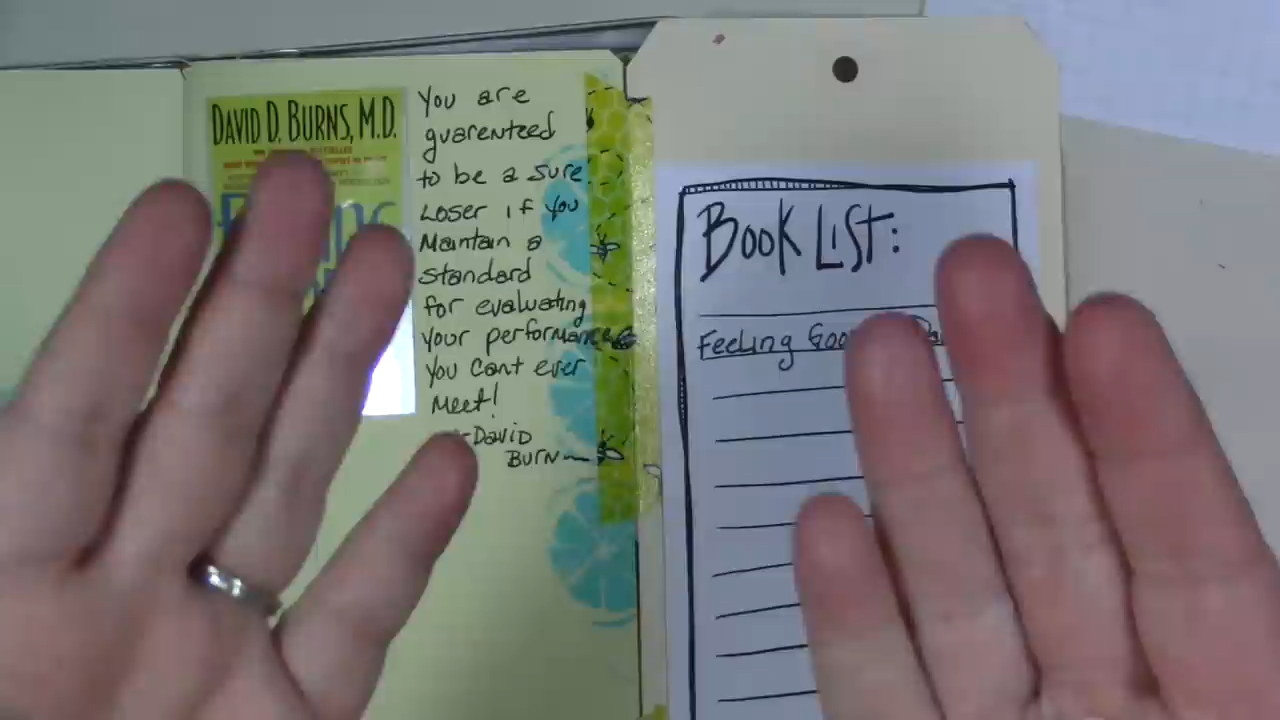 DAVID D. BURNS, M.D.
You are
guarenteed
to be a sure
Loser if you
Maintain a
standard
for evaluating
your performance
you cant ever
Meet!
-David
BURN
BOOK LIST:
Feeling